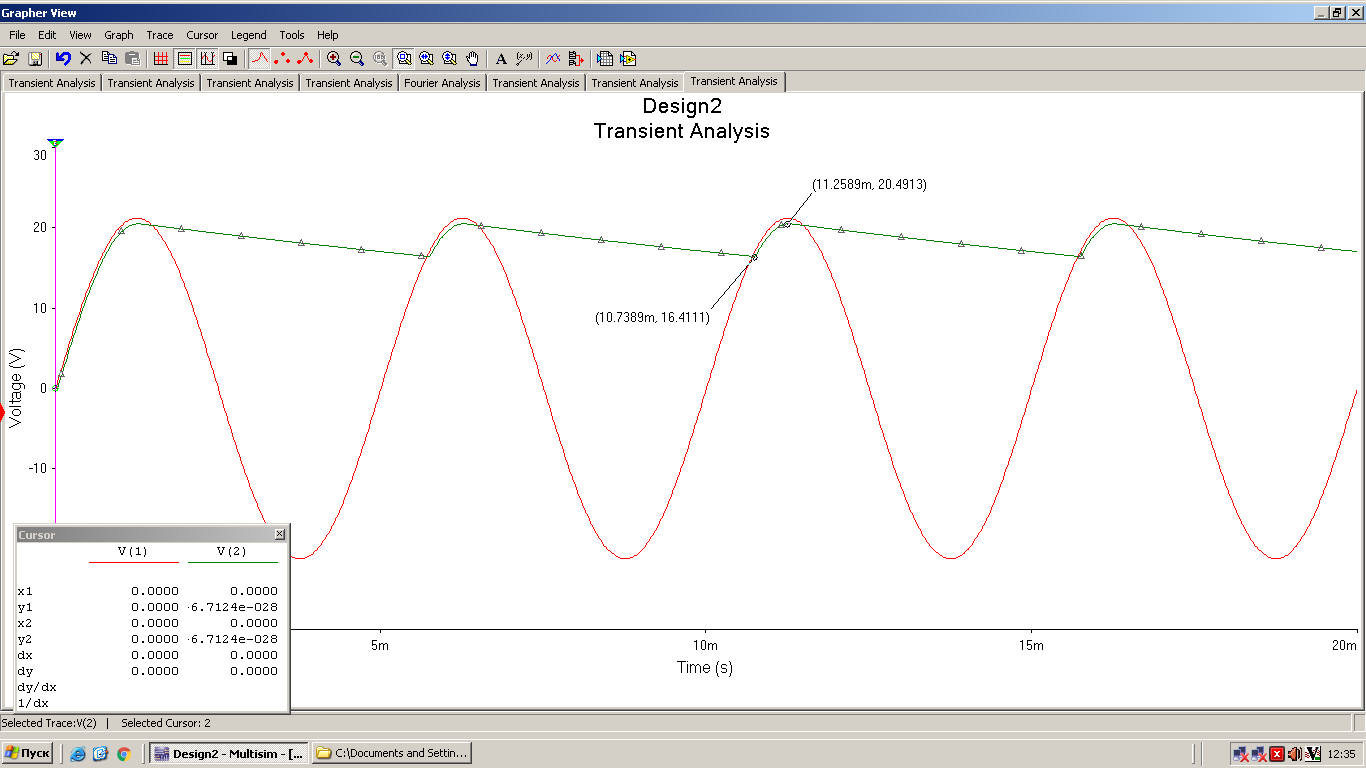 Grapher View
File Edit View Graph Trace Cursor Legend Tools Help
A
Transient Analysis Transient Analysis Transient Analysis Transient Analysis Fourier Analysis Transient Analysis Transient Analysis Transient Analysis
Design2
Transient Analysis
30
(11.2589m, 20.4913)
20
10
(10.7389m, 16.4111)
0
Voltage (V)
-10
Cursor
V(1) V(2)
x1 0.0000 0.0000
y1 0.0000 -6.7124e-028
x2 0.0000 0.0000
y2 0.0000 -6.7124e-028
dx 0.0000 0.0000
dy 0.0000 0.0000
dy/dx
1/dx
5m 10m 15m 20m
Time (s)
Selected Trace:V(2) | Selected Cursor: 2
Пуск Design2 - Multisim - [... C:\Documents and Settin... 12:35